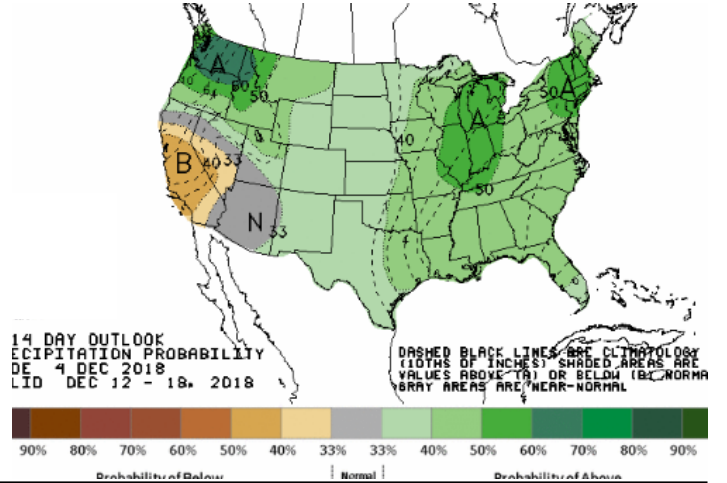 A
40
64
60
50
B
40
33
N
33
40
A
50
50
A
14 DAY OUTLOOK
ECIPITATION PROBABILITY
DE 4 DEC 2018
LID DEC 12 - 18, 2018
DASHED BLACK LINES ARE CLIMATOLOGY
(10THS OF INCHES) SHADED AREAS ARE
VALUES ABOVE (A) OR BELOW (B) NORMA
GRAY AREAS ARE NEAR-NORMAL
90% 80% 70% 60% 50% 40% 33% 33% 40% 50% 60% 70% 80% 90%
Probability of Below Normal Probability of Above